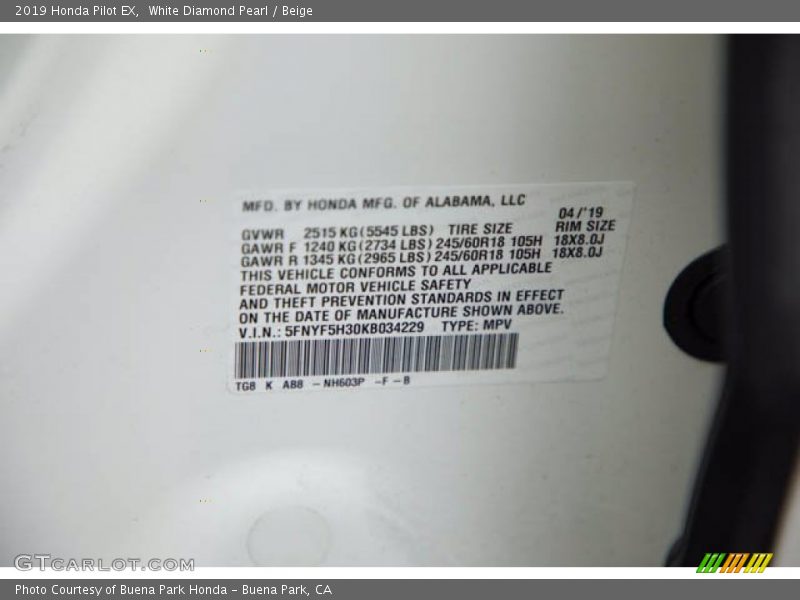 2019 Honda Pilot EX,  White Diamond Pearl / Beige
MFD. BY HONDA MFG. OF ALABAMA, LLC
04/'19
GVWR 2515 KG (5545 LBS) TIRE SIZE RIM SIZE
GAWR F 1240 KG (2734 LBS) 245/60R18 105H 18X8.0J
GAWR R 1345 KG (2965 LBS) 245/60R18 105H 18X8.0J
THIS VEHICLE CONFORMS TO ALL APPLICABLE
FEDERAL MOTOR VEHICLE SAFETY
AND THEFT PREVENTION STANDARDS IN EFFECT
ON THE DATE OF MANUFACTURE SHOWN ABOVE.
V.I.N.: 5FNYF5H30KB034229 TYPE: MPV
TG8 K A88 - NH603P -F - B
GTCARLOT.COM
Photo Courtesy of Buena Park Honda - Buena Park, CA